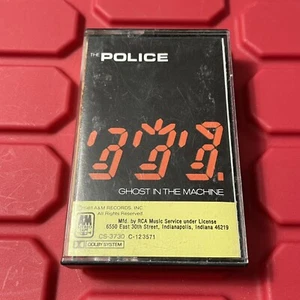 THE POLICE
GHOST IN THE MACHINE
A&M RECORDS, INC.
All Rights Reserved
Mfd. by RCA Music Service under License
6550 East 30th Street, Indianapolis, Indiana 46219
CS-3730 C-123571
DOLBY SYSTEM